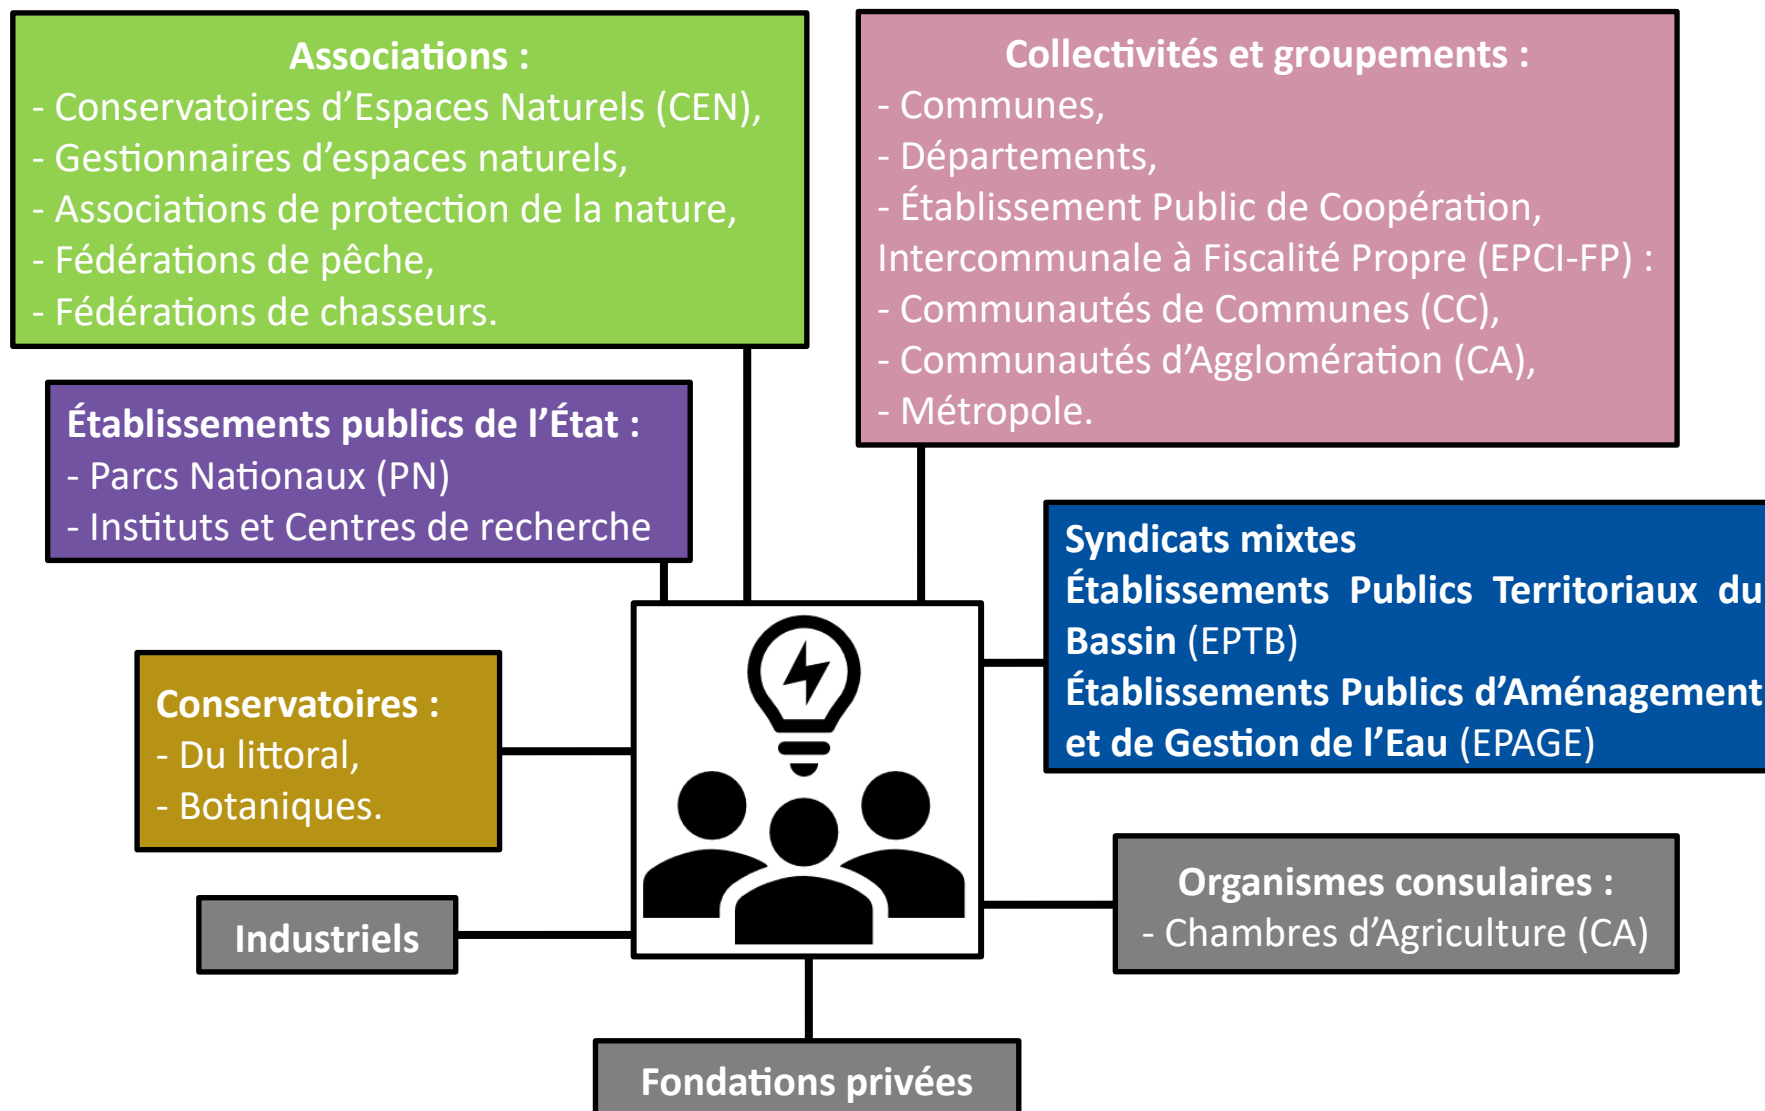 Associations :
- Conservatoires d’Espaces Naturels (CEN),
- Gestionnaires d’espaces naturels,
- Associations de protection de la nature,
- Fédérations de pêche,
- Fédérations de chasseurs.
Collectivités et groupements :
- Communes,
- Départements,
- Établissement Public de Coopération,
Intercommunale à Fiscalité Propre (EPCI-FP) :
- Communautés de Communes (CC),
- Communautés d’Agglomération (CA),
- Métropole.
Établissements publics de l’État :
- Parcs Nationaux (PN)
- Instituts et Centres de recherche
Syndicats mixtes
Établissements Publics Territoriaux du
Bassin (EPTB)
Établissements Publics d’Aménagement
et de Gestion de l’Eau (EPAGE)
Conservatoires :
- Du littoral,
- Botaniques.
Organismes consulaires :
- Chambres d’Agriculture (CA)
Industriels
Fondations privées